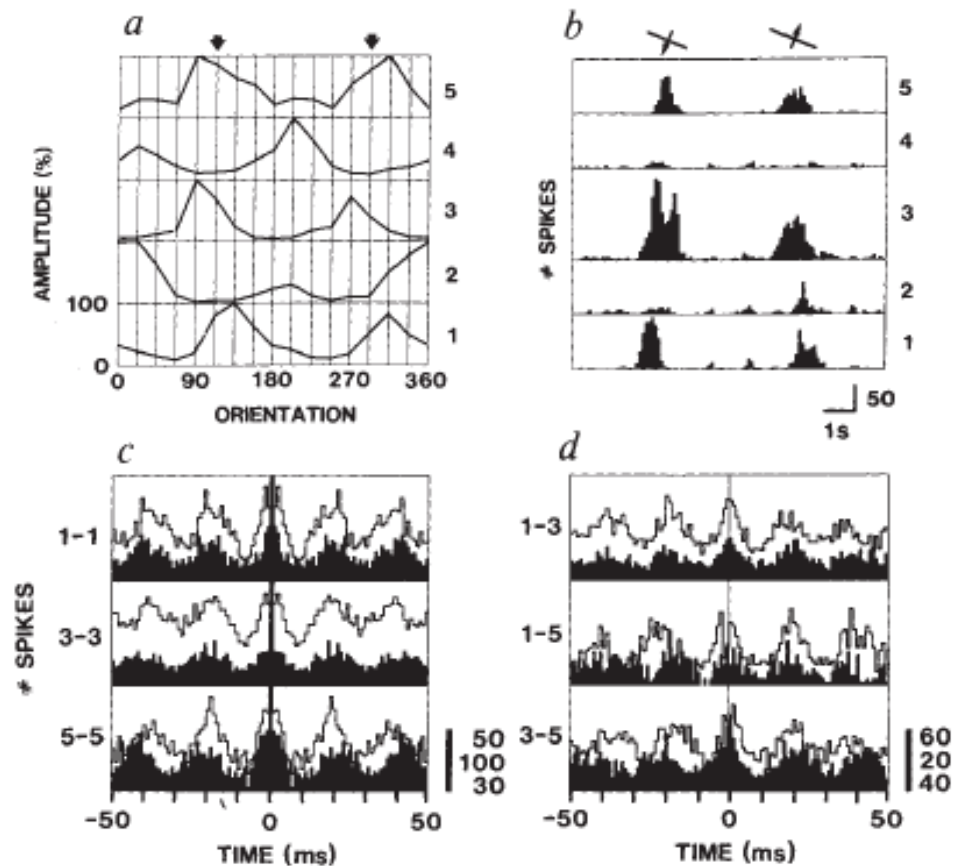 a
5
4
3
2
1
AMPLITUDE (%)
100
0
0 90 180 270 360
ORIENTATION
b
5
4
3
2
1
# SPIKES
50
1s
c
1-1
3-3
5-5
# SPIKES
50
100
30
-50 0 50
TIME (ms)
d
1-3
1-5
3-5
60
20
40
-50 0 50
TIME (ms)